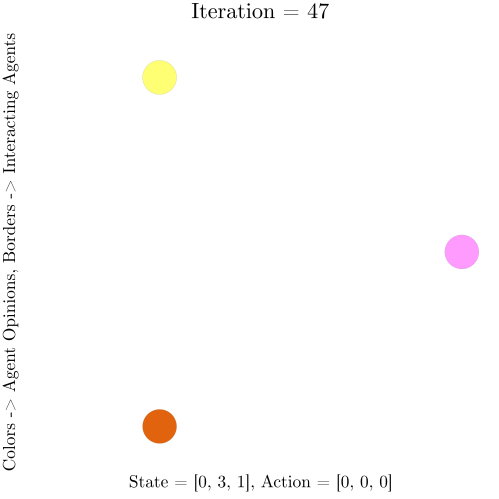 Iteration = 47
Colors -> Agent Opinions, Borders -> Interacting Agents
State = [0, 3, 1], Action = [0, 0, 0]